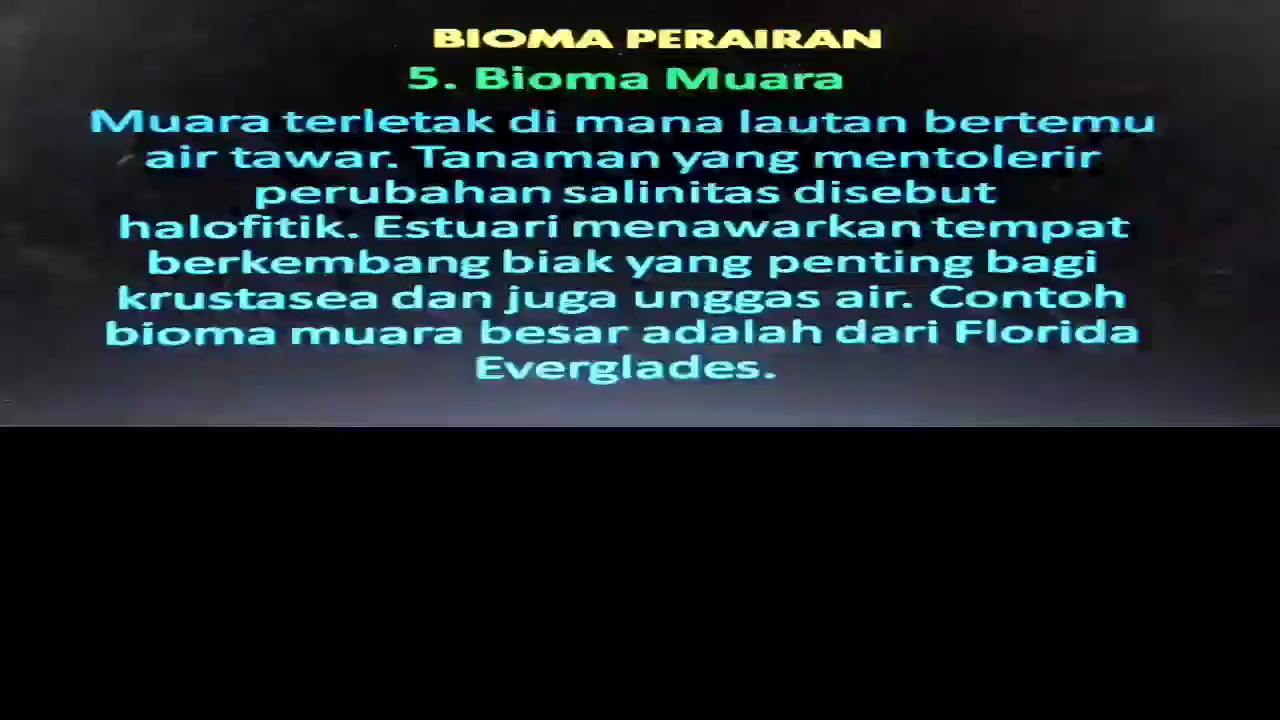 BIOMA PERAIRAN
5. Bioma Muara
Muara terletak di mana lautan bertemu
air tawar. Tanaman yang mentolerir
perubahan salinitas disebut
halofitik. Estuari menawarkan tempat
berkembang biak yang penting bagi
krustasea dan juga unggas air. Contoh
bioma muara besar adalah dari Florida
Everglades.